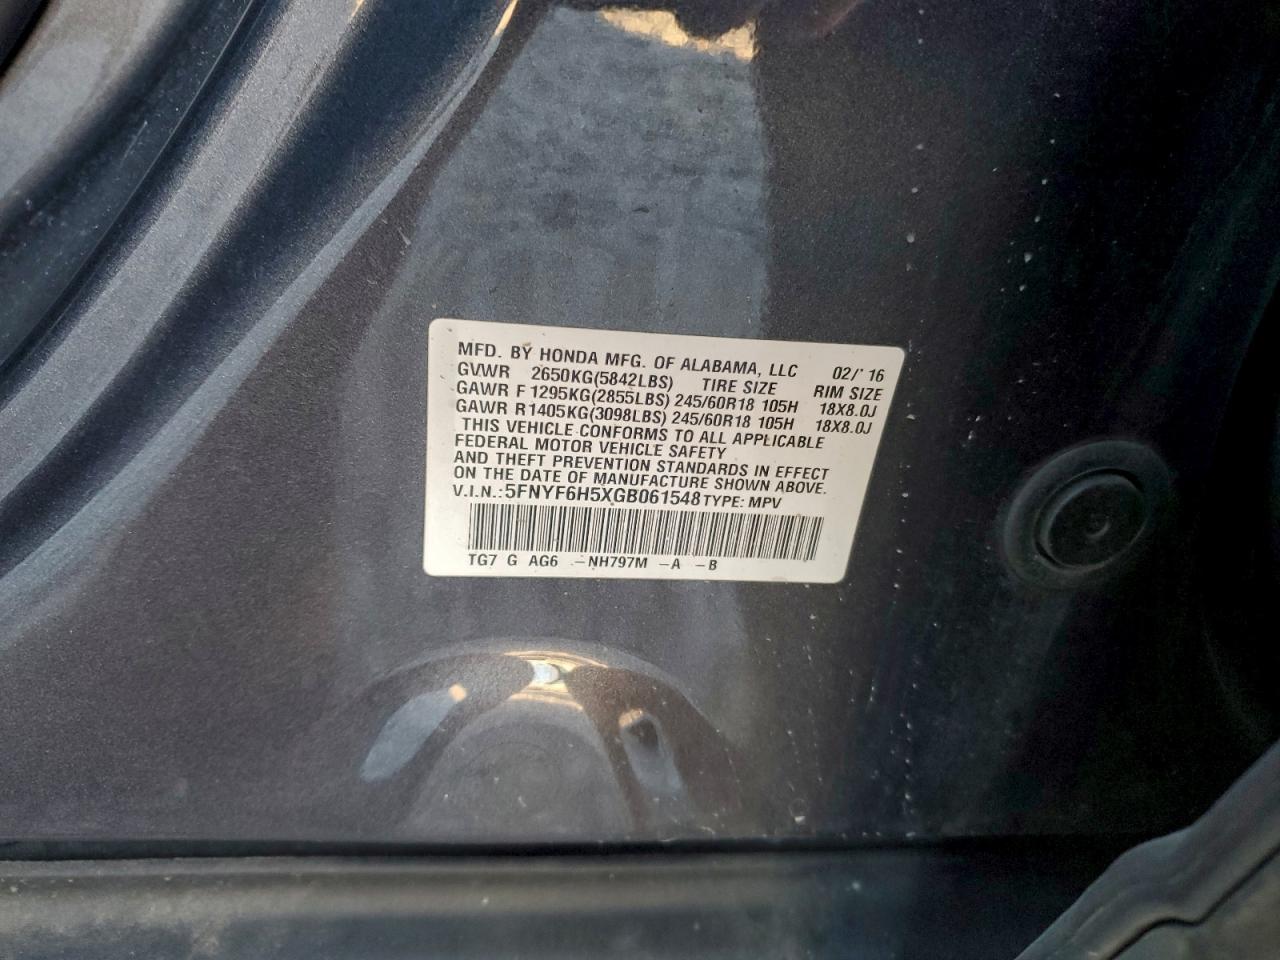 MFD. BY HONDA MFG. OF ALABAMA, LLC 02/'16
GVWR 2650KG(5842LBS) TIRE SIZE RIM SIZE
GAWR F 1295KG(2855LBS) 245/60R18 105H 18X8.0J
GAWR R1405KG(3098LBS) 245/60R18 105H 18X8.0J
THIS VEHICLE CONFORMS TO ALL APPLICABLE
FEDERAL MOTOR VEHICLE SAFETY
AND THEFT PREVENTION STANDARDS IN EFFECT
ON THE DATE OF MANUFACTURE SHOWN ABOVE.
V.I.N.:5FNYF6H5XGB061548 TYPE: MPV
TG7 G AG6 -NH797M -A -B